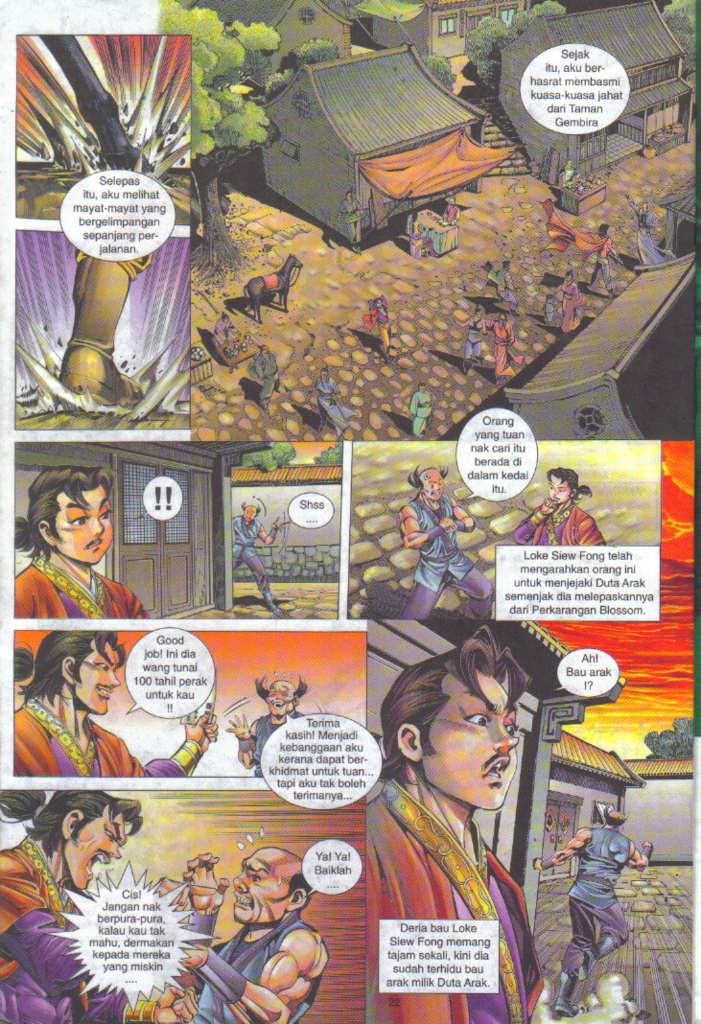 Selepas
itu, aku melihat
mayat-mayat yang
bergelimpangan
sepanjang per-
jalanan.
Sejak
itu, aku ber-
hasrat membasmi
kuasa-kuasa jahat
dari Taman
Gembira
!!
Shss
....
Orang
yang tuan
nak cari itu
berada di
dalam kedai
itu.
Loke Siew Fong telah
mengarahkan orang ini
untuk menjejaki Duta Arak
semenjak dia melepaskannya
dari Perkarangan Blossom.
Good
job! Ini dia
wang tunai
100 tahil perak
untuk kau
!!
Terima
kasih! Menjadi
kebanggaan aku
kerana dapat ber-
khidmat untuk tuan...
tapi aku tak boleh
terimanya...
Cis!
Jangan nak
berpura-pura,
kalau kau tak
mahu, dermakan
kepada mereka
yang miskin
....
Ya! Ya!
Baiklah
....
Ah!
Bau arak
!?
Deria bau Loke
Siew Fong memang
tajam sekali, kini dia
sudah terhidu bau
arak milik Duta Arak.
22